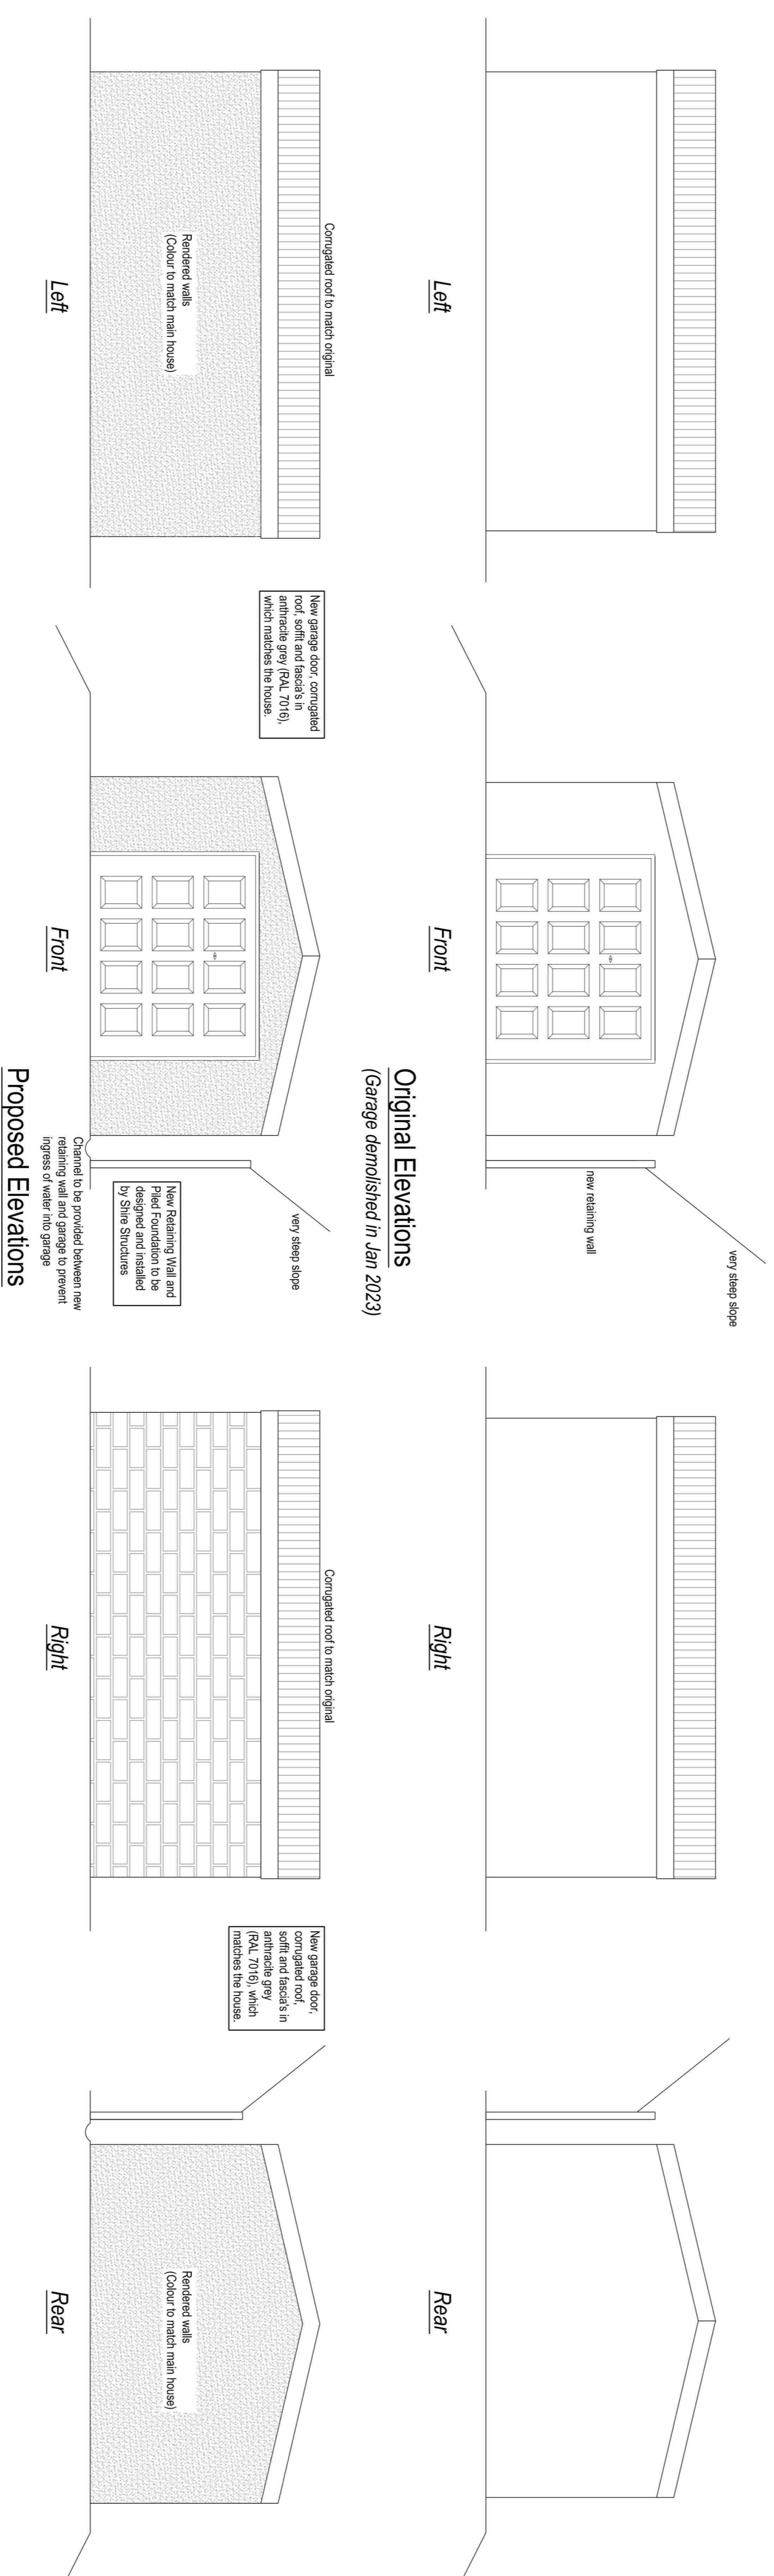 very steep slope
new retaining wall
Left
Front
Right
Rear
Original Elevations
(Garage demolished in Jan 2023)
Corrugated roof to match original
New garage door, corrugated
roof, soffit and fascia's in
anthracite grey (RAL 7016),
which matches the house.
very steep slope
Corrugated roof to match original
New garage door,
corrugated roof,
soffit and fascia's in
anthracite grey
(RAL 7016), which
matches the house.
Rendered walls
(Colour to match main house)
New Retaining Wall and
Piled Foundation to be
designed and installed
by Shire Structures
Rendered walls
(Colour to match main house)
Channel to be provided between new
retaining wall and garage to prevent
ingress of water into garage
Left
Front
Right
Rear
Proposed Elevations